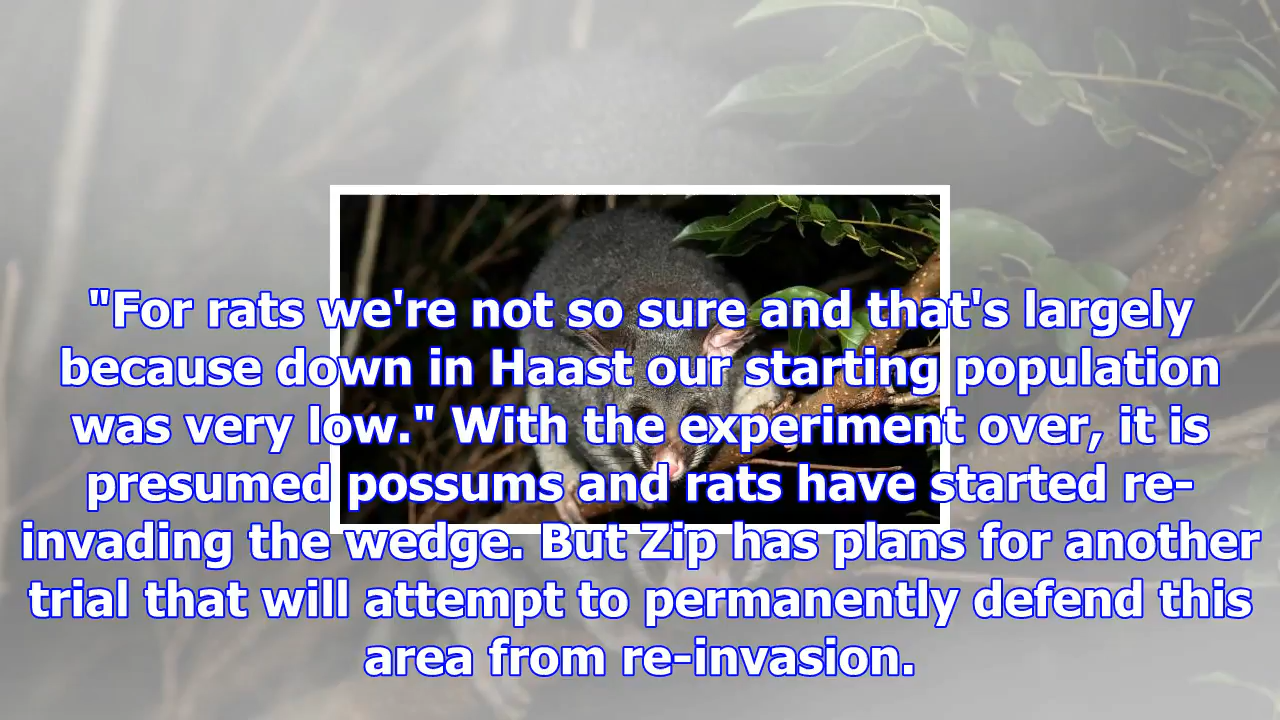 "For rats we're not so sure and that's largely
because down in Haast our starting population
was very low." With the experiment over, it is
presumed possums and rats have started re-
invading the wedge. But Zip has plans for another
trial that will attempt to permanently defend this
area from re-invasion.